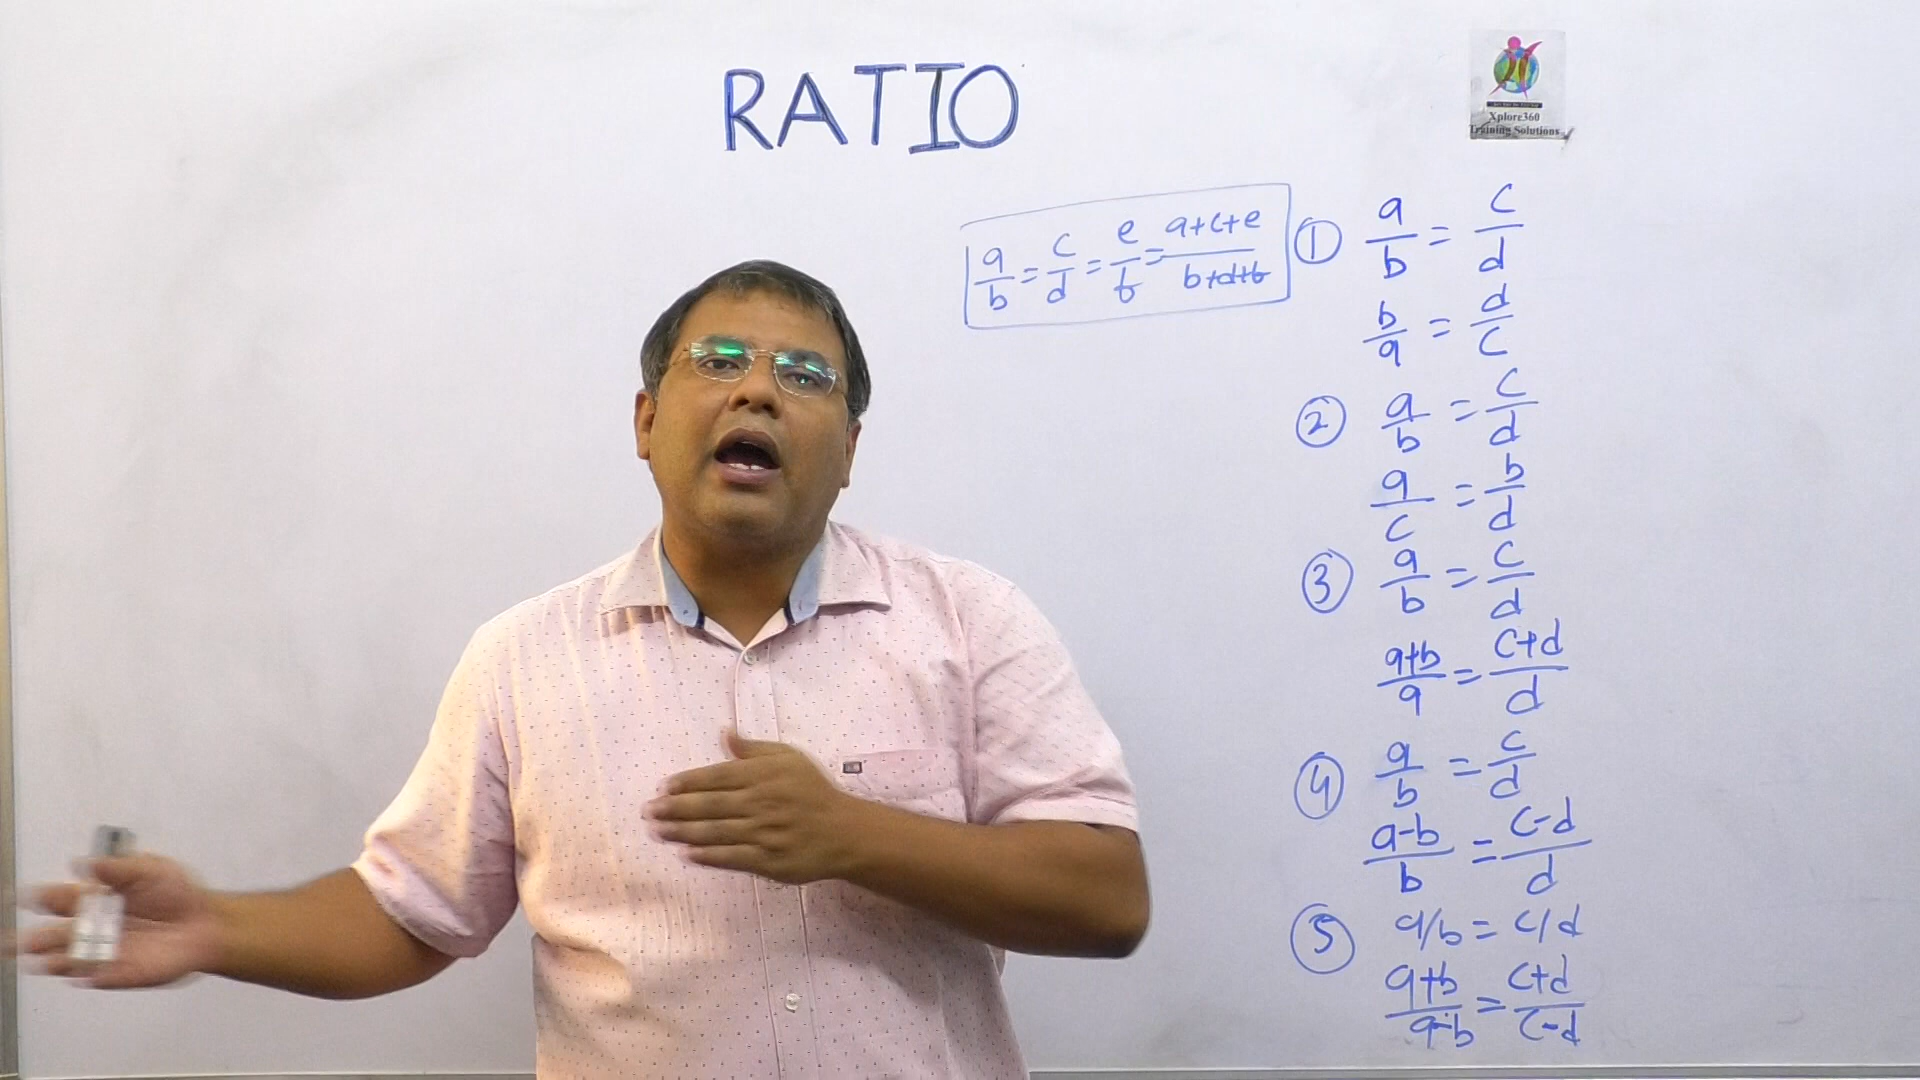 RATIO
Xplore360
Training Solutions
a/b = c/d = e/f = a+c+e/b+d+f
① a/b = c/d
b/a = d/c
② a/b = c/d
a/c = b/d
③ a/b = c/d
a+b/a = c+d/d
④ a/b = c/d
a-b/b = c-d/d
⑤ a/b = c/d
a+b/a-b = c+d/c-d